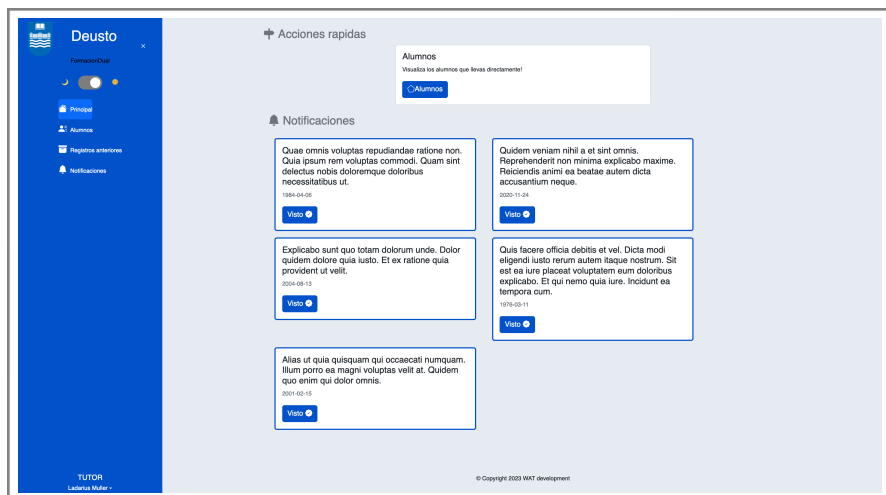 Deusto
×
FormacionDual
Principal
Alumnos
Registros anteriores
Notificaciones
TUTOR
Ladarius Muller
Acciones rapidas
Alumnos
Visualiza los alumnos que llevas directamente!
Alumnos
Notificaciones
Quae omnis voluptas repudiandae ratione non.
Quia ipsum rem voluptas commodi. Quam sint
delectus nobis doloremque doloribus
necessitatibus ut.
1984-04-06
Visto
Quidem veniam nihil a et sint omnis.
Reprehenderit non minima explicabo maxime.
Reiciendis animi ea beatae autem dicta
accusantium neque.
2020-11-24
Visto
Explicabo sunt quo totam dolorum unde. Dolor
quidem dolore quia iusto. Et ex ratione quia
provident ut velit.
2004-08-13
Visto
Quis facere officia debitis et vel. Dicta modi
eligendi iusto rerum autem itaque nostrum. Sit
est ea iure placeat voluptatem eum doloribus
explicabo. Et qui nemo quia iure. Incidunt ea
tempora cum.
1976-03-11
Visto
Alias ut quia quisquam qui occaecati numquam.
Illum porro ea magni voluptas velit at. Quidem
quo enim qui dolor omnis.
2001-02-15
Visto
© Copyright 2023 WAT development